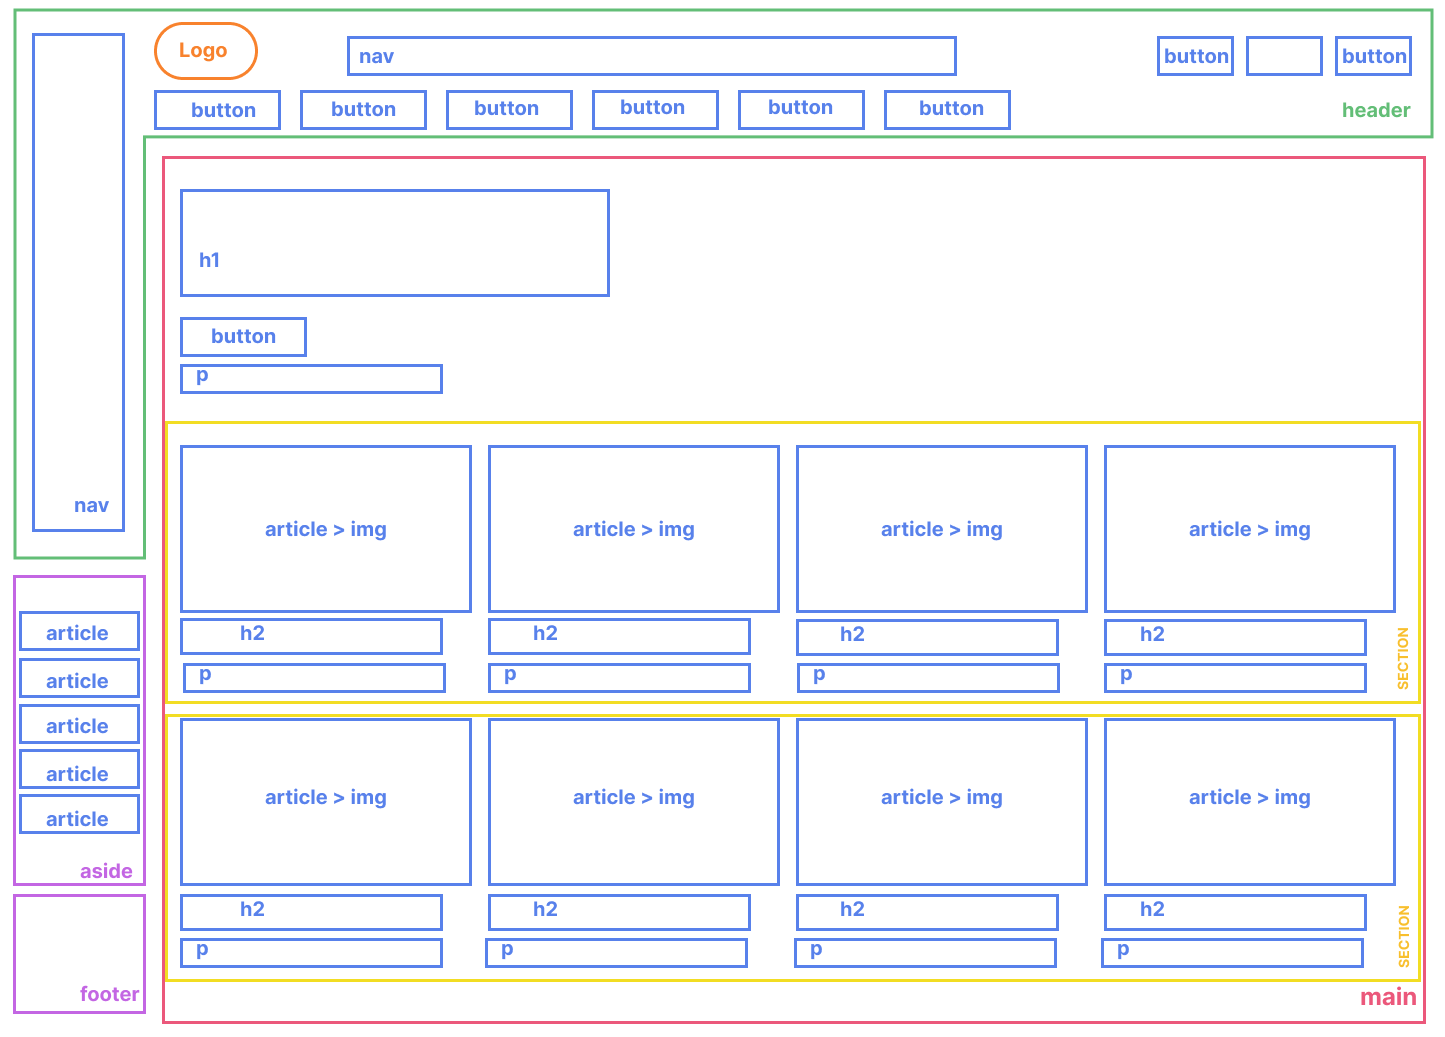 Logo
nav
button
button
button
button
button
button
button
button
header
nav
h1
button
p
article > img
article > img
article > img
article > img
h2
h2
h2
h2
p
p
p
p
SECTION
article > img
article > img
article > img
article > img
h2
h2
h2
h2
p
p
p
p
SECTION
main
article
article
article
article
article
aside
footer